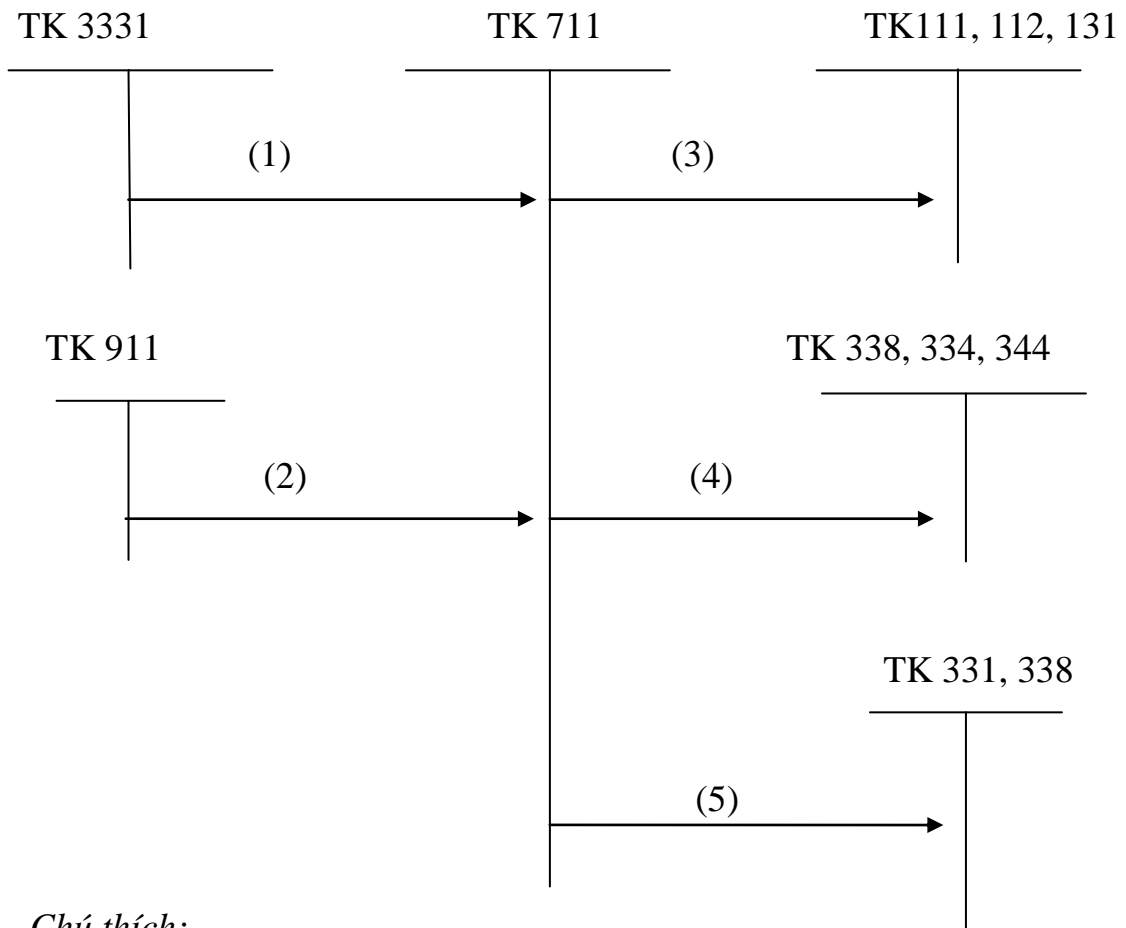 TK 3331 TK 711 TK111, 112, 131
(1) (3)
TK 911 TK 338, 334, 344
(2) (4)
TK 331, 338
(5)
Chú thích: